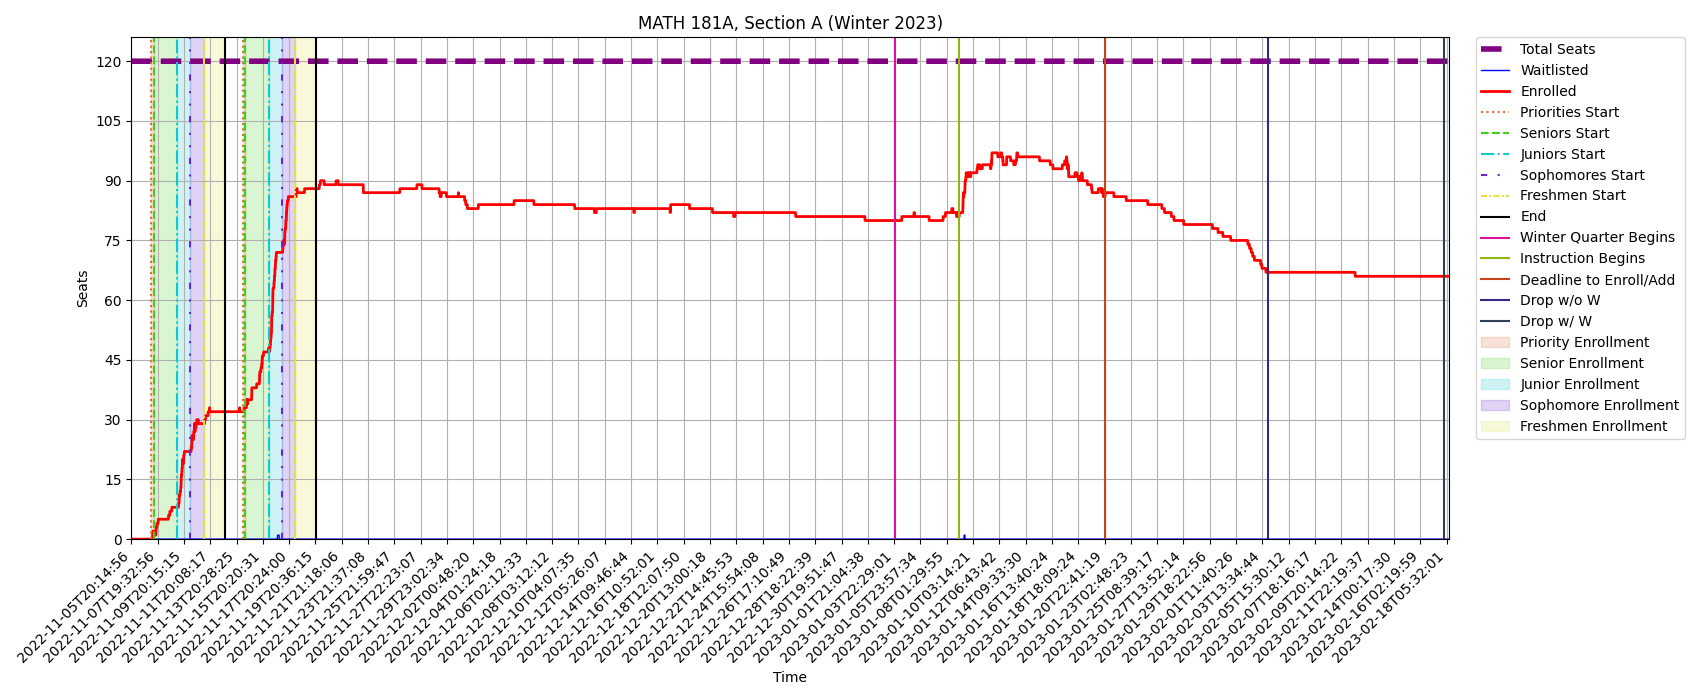 MATH 181A, Section A (Winter 2023)
Seats
120
105
90
75
60
45
30
15
0
2022-11-05T20:14:56
2022-11-07T19:32:56
2022-11-09T20:15:15
2022-11-11T20:08:17
2022-11-13T20:28:25
2022-11-15T20:20:31
2022-11-17T20:24:00
2022-11-19T20:36:15
2022-11-21T21:18:06
2022-11-23T21:37:08
2022-11-25T21:59:47
2022-11-27T22:23:07
2022-11-29T23:02:34
2022-12-02T00:48:20
2022-12-04T01:24:18
2022-12-06T02:12:33
2022-12-08T03:12:12
2022-12-10T04:07:35
2022-12-12T05:26:07
2022-12-14T09:46:44
2022-12-16T10:52:01
2022-12-18T12:07:50
2022-12-20T13:00:18
2022-12-22T14:45:53
2022-12-24T15:54:08
2022-12-26T17:10:49
2022-12-28T18:22:39
2022-12-30T19:51:47
2023-01-01T21:04:38
2023-01-03T22:29:01
2023-01-05T23:57:34
2023-01-08T01:29:55
2023-01-10T03:14:21
2023-01-12T06:43:42
2023-01-14T09:33:30
2023-01-16T13:40:24
2023-01-18T18:09:24
2023-01-20T22:41:19
2023-01-23T02:48:23
2023-01-25T08:39:17
2023-01-27T13:52:14
2023-01-29T18:22:56
2023-02-01T11:40:26
2023-02-03T13:34:44
2023-02-05T15:30:12
2023-02-07T18:16:17
2023-02-09T20:14:22
2023-02-11T22:19:37
2023-02-14T00:17:30
2023-02-16T02:19:59
2023-02-18T05:32:01
Time
Total Seats
Waitlisted
Enrolled
Priorities Start
Seniors Start
Juniors Start
Sophomores Start
Freshmen Start
End
Winter Quarter Begins
Instruction Begins
Deadline to Enroll/Add
Drop w/o W
Drop w/ W
Priority Enrollment
Senior Enrollment
Junior Enrollment
Sophomore Enrollment
Freshmen Enrollment